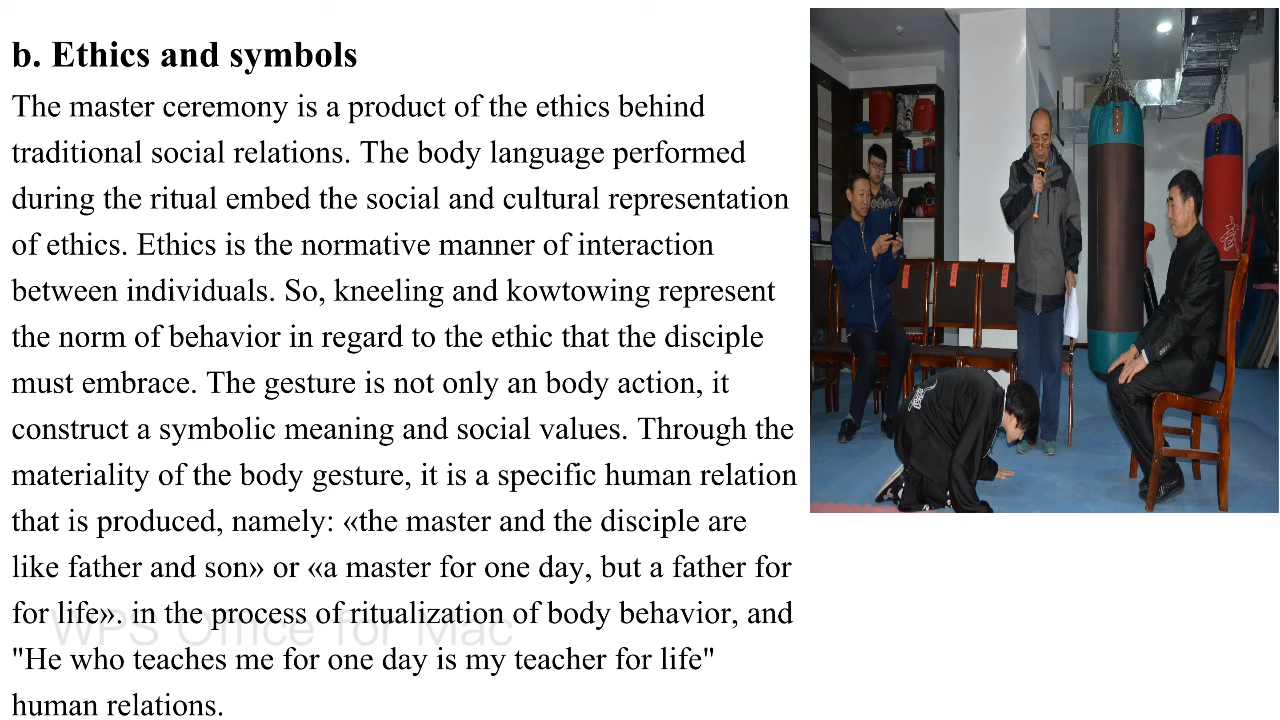 b. Ethics and symbols
The master ceremony is a product of the ethics behind
traditional social relations. The body language performed
during the ritual embed the social and cultural representation
of ethics. Ethics is the normative manner of interaction
between individuals. So, kneeling and kowtowing represent
the norm of behavior in regard to the ethic that the disciple
must embrace. The gesture is not only an body action, it
construct a symbolic meaning and social values. Through the
materiality of the body gesture, it is a specific human relation
that is produced, namely: «the master and the disciple are
like father and son» or «a master for one day, but a father for
for life». in the process of ritualization of body behavior, and
WPS Office for Mac
"He who teaches me for one day is my teacher for life"
human relations.
武